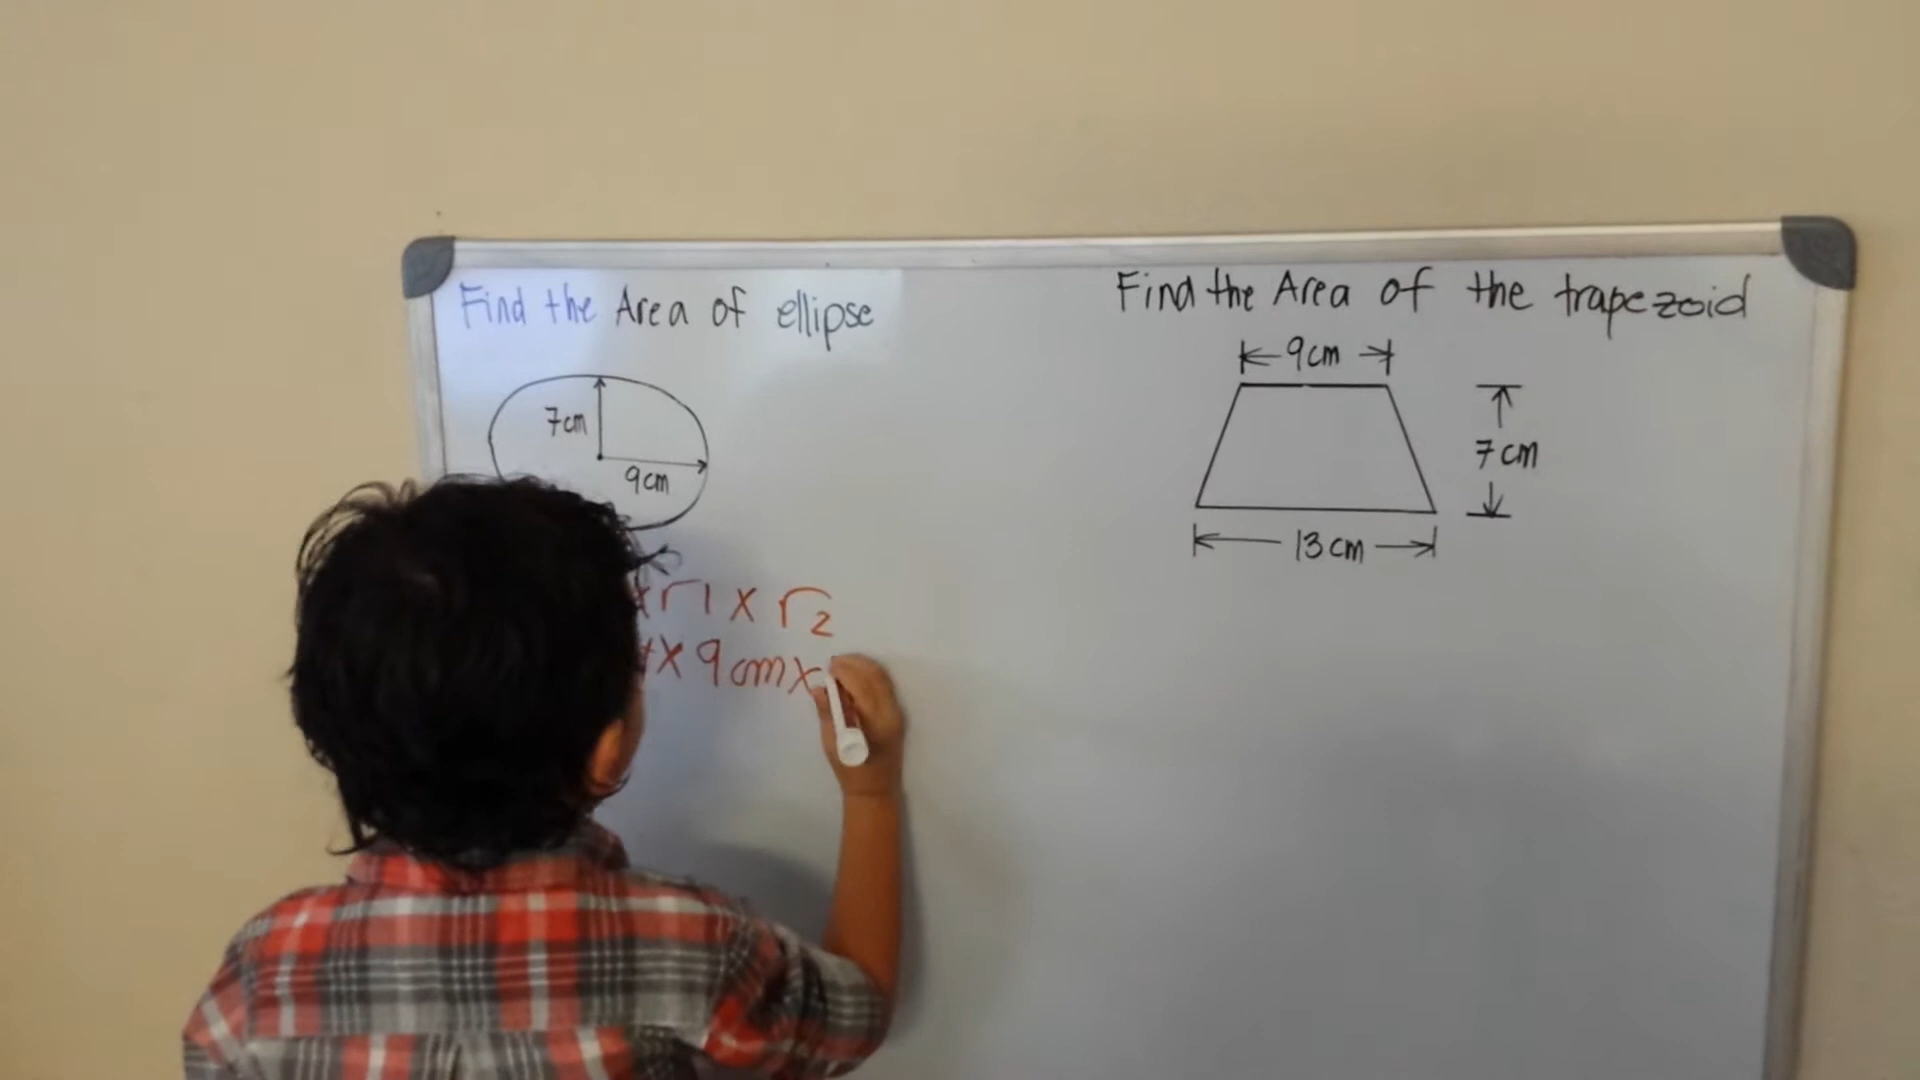 Find the Area of ellipse
7cm
9cm
x r1 x r2
x 9cm x
Find the Area of the trapezoid
9cm
7cm
13cm